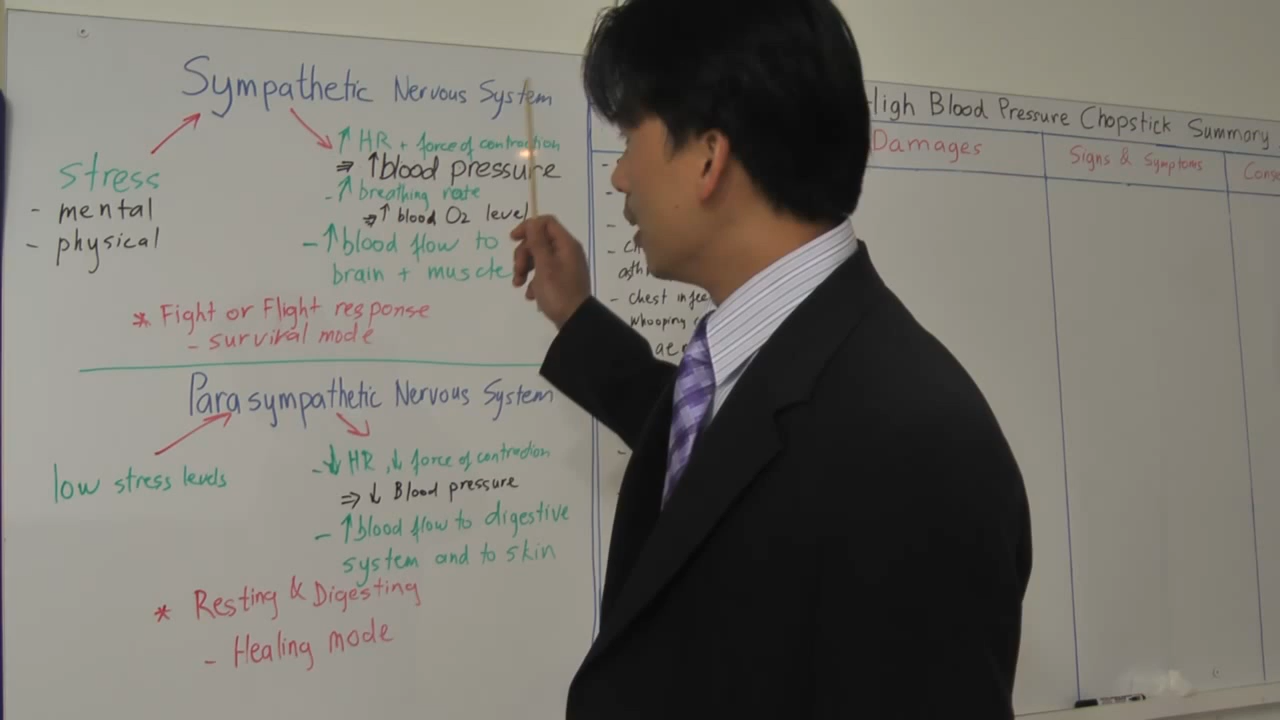 Sympathetic Nervous System
stress
- mental
- physical
↑ HR + force of contraction
⇒ ↑ blood pressure
- ↑ breathing rate
⇒ ↑ blood O2 level
- ↑ blood flow to
brain + muscle
* Fight or Flight response
- survival mode
Parasympathetic Nervous System
low stress levels
- ↓ HR, ↓ force of contraction
⇒ ↓ Blood pressure
- ↑ blood flow to digestive
system and to skin
* Resting & Digesting
- Healing mode
High Blood Pressure Chopstick Summary
Damages
Signs & Symptoms
- chest
whooping